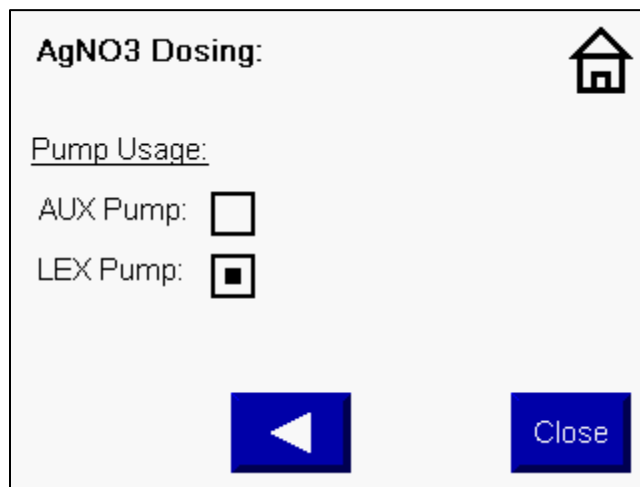 AgNO3 Dosing:
Pump Usage:
AUX Pump:
LEX Pump:
Close